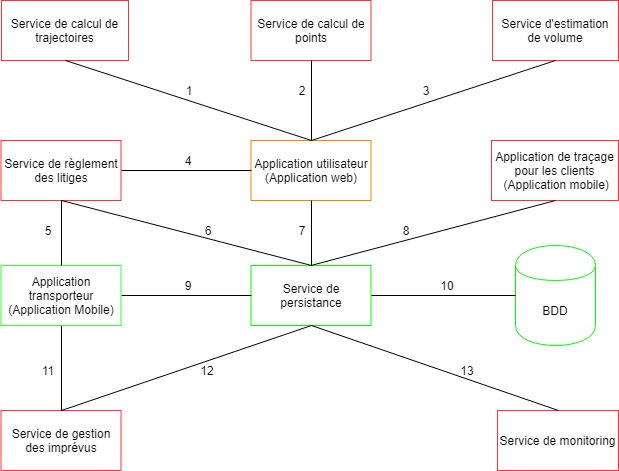 Service de calcul de
trajectoires
Service de calcul de
points
Service d'estimation
de volume
1
2
3
Service de règlement
des litiges
4
Application utilisateur
(Application web)
Application de traçage
pour les clients
(Application mobile)
5
6
7
8
Application
transporteur
(Application Mobile)
9
Service de
persistance
10
BDD
11
12
13
Service de gestion
des imprévus
Service de monitoring